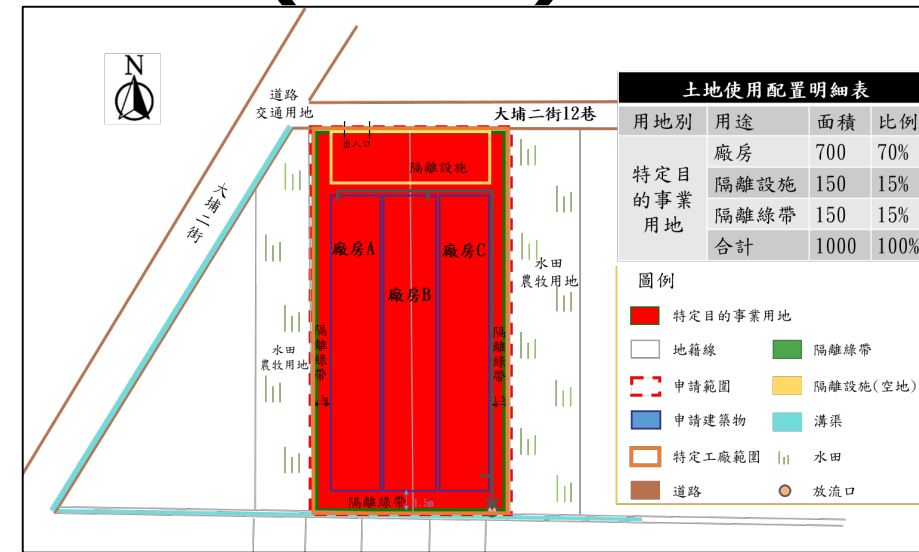 N
道路
交通用地
大埔二街12巷
出入口
隔離設施
大埔二街
廠房A
廠房B
廠房C
水田
農牧用地
水田
農牧用地
隔離綠帶
隔離綠帶
隔離綠帶
1.5m
土地使用配置明細表
用地別 用途 面積 比例
特定目的事業用地
廠房 700 70%
隔離設施 150 15%
隔離綠帶 150 15%
合計 1000 100%
圖例
特定目的事業用地
地籍線 隔離綠帶
申請範圍 隔離設施(空地)
申請建築物 溝渠
特定工廠範圍 水田
道路 放流口